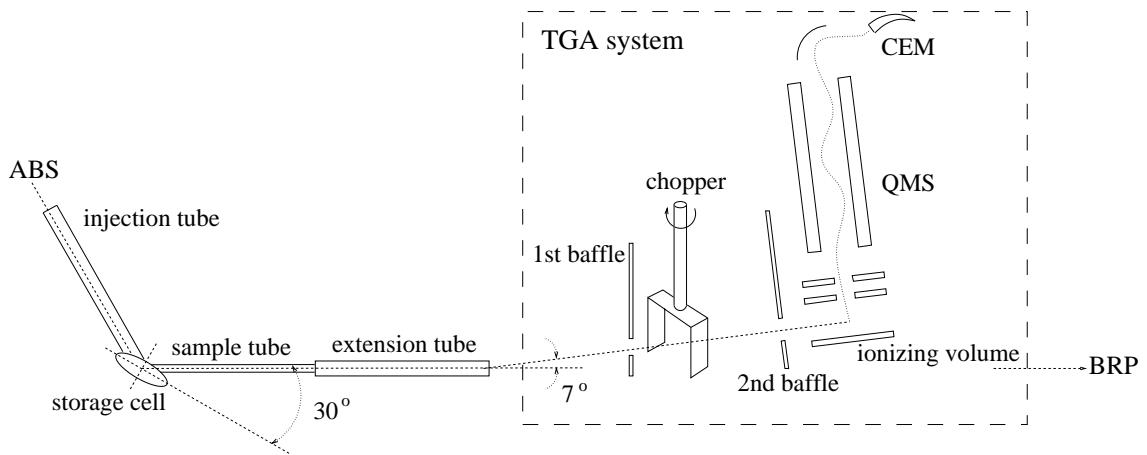 TGA system
CEM
ABS
QMS
chopper
injection tube
1st baffle
sample tube
extension tube
ionizing volume
BRP
2nd baffle
7°
storage cell
30°